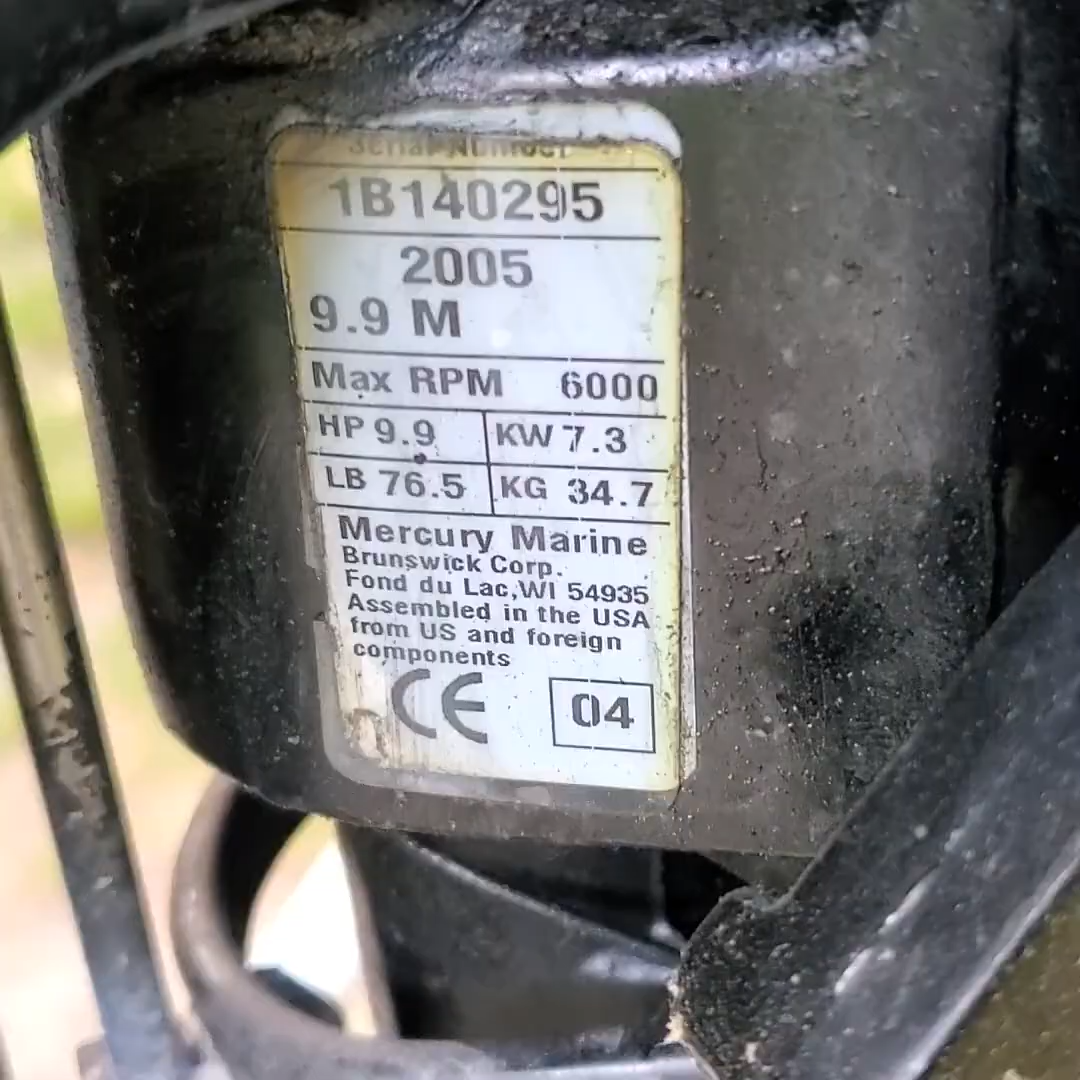 Serial Number
1B140295
2005
9.9 M
Max RPM 6000
HP 9.9 KW 7.3
LB 76.5 KG 34.7
Mercury Marine
Brunswick Corp.
Fond du Lac,WI 54935
Assembled in the USA
from US and foreign
components
CE 04